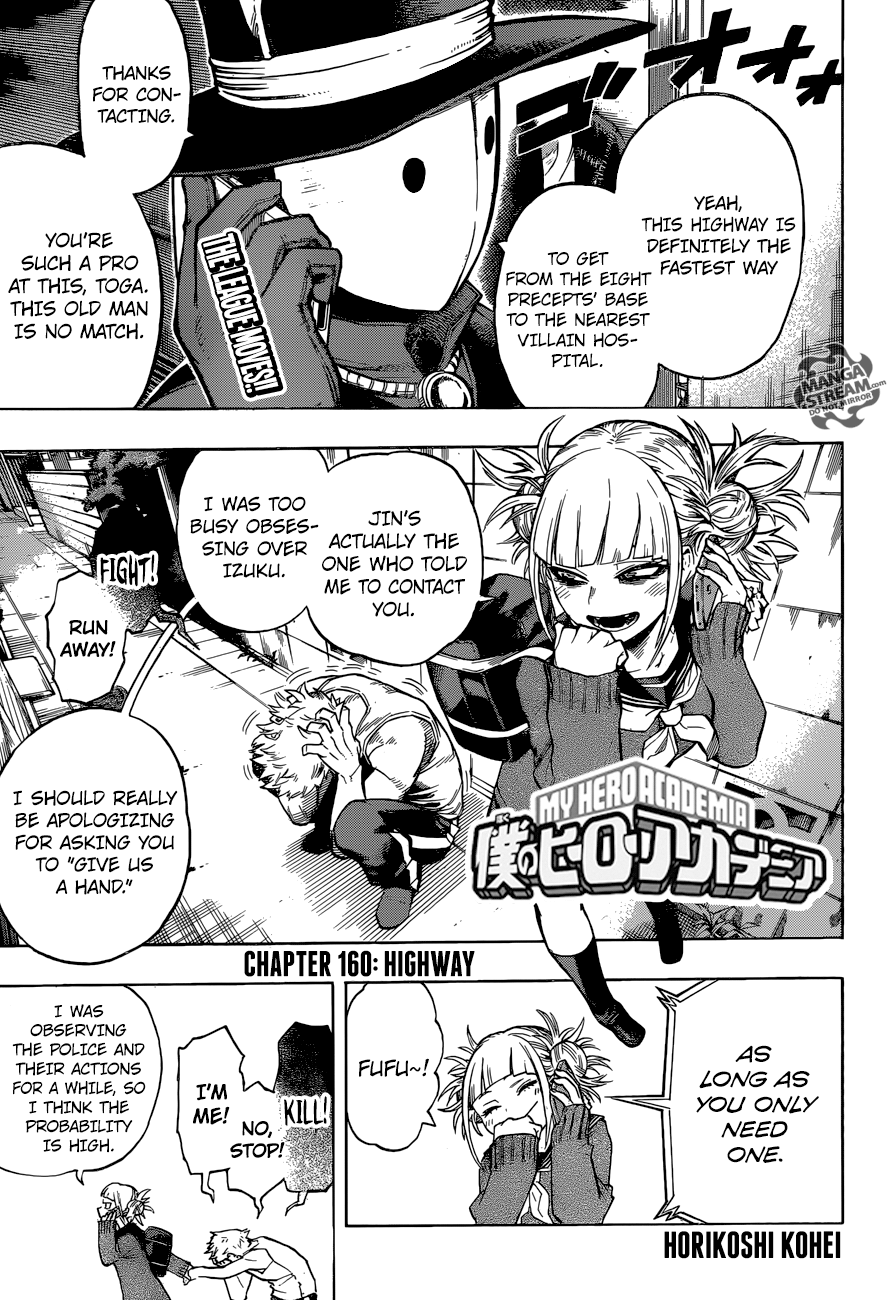 YEAH,
THIS HIGHWAY IS
DEFINITELY THE
FASTEST WAY
TO GET
FROM THE EIGHT
PRECEPTS' BASE
TO THE NEAREST
VILLAIN HOS-
PITAL.
ゴオオオ
THANKS
FOR CON-
TACTING.
YOU'RE
SUCH A PRO
AT THIS, TOGA.
THIS OLD MAN
IS NO MATCH.
THE LEAGUE MOVES!!
MANGA
STREAM.com
DO NOT MIRROR
JIN'S
ACTUALLY THE
ONE WHO TOLD
ME TO CONTACT
YOU.
I WAS TOO
BUSY OBSES-
SING OVER
IZUKU.
FIGHT!
RUN
AWAY!
I SHOULD REALLY
BE APOLOGIZING
FOR ASKING YOU
TO "GIVE US
A HAND."
MY HERO ACADEMIA
僕のヒーローアカデミア
CHAPTER 160: HIGHWAY
AS
LONG AS
YOU ONLY
NEED
ONE.
FUFU~!
KILL!
NO,
STOP!
I'M
ME!
I WAS
OBSERVING
THE POLICE AND
THEIR ACTIONS
FOR A WHILE, SO
I THINK THE
PROBABILITY
IS HIGH.
HORIKOSHI KOHEI